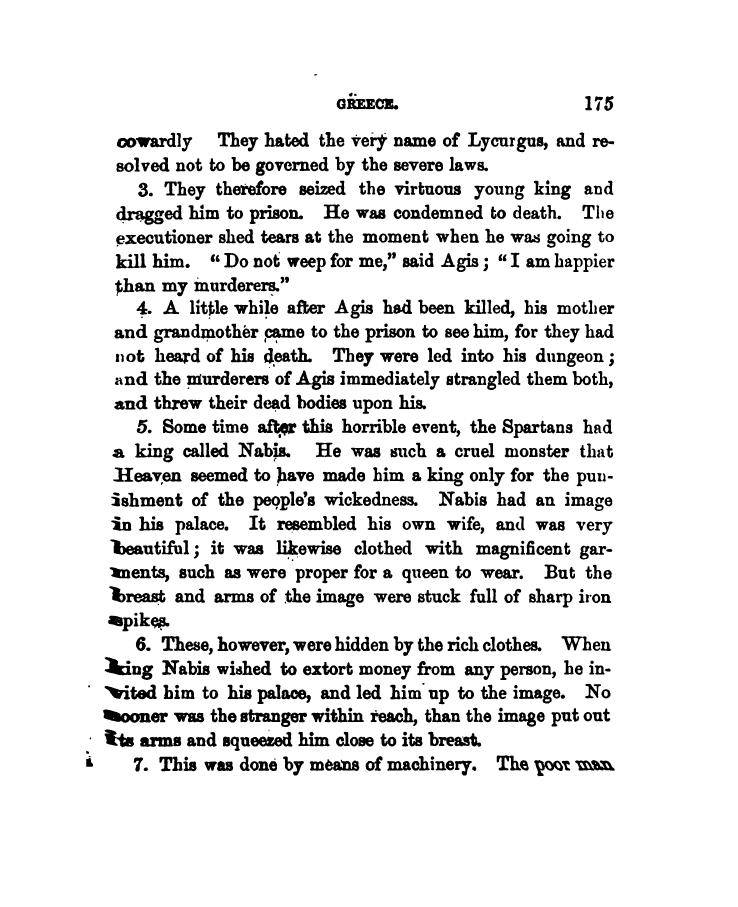 GREECE. 175
cowardly They hated the very name of Lycurgus, and re-
solved not to be governed by the severe laws.
3. They therefore seized the virtuous young king and
dragged him to prison. He was condemned to death. The
executioner shed tears at the moment when he was going to
kill him. “Do not weep for me,” said Agis; “I am happier
than my murderers.”
4. A little while after Agis had been killed, his mother
and grandmother came to the prison to see him, for they had
not heard of his death. They were led into his dungeon;
and the murderers of Agis immediately strangled them both,
and threw their dead bodies upon his.
5. Some time after this horrible event, the Spartans had
a king called Nabis. He was such a cruel monster that
Heaven seemed to have made him a king only for the pun-
ishment of the people's wickedness. Nabis had an image
in his palace. It resembled his own wife, and was very
beautiful; it was likewise clothed with magnificent gar-
ments, such as were proper for a queen to wear. But the
breast and arms of the image were stuck full of sharp iron
spikes.
6. These, however, were hidden by the rich clothes. When
king Nabis wished to extort money from any person, he in-
vited him to his palace, and led him up to the image. No
sooner was the stranger within reach, than the image put out
its arms and squeezed him close to its breast.
7. This was done by means of machinery. The poor man